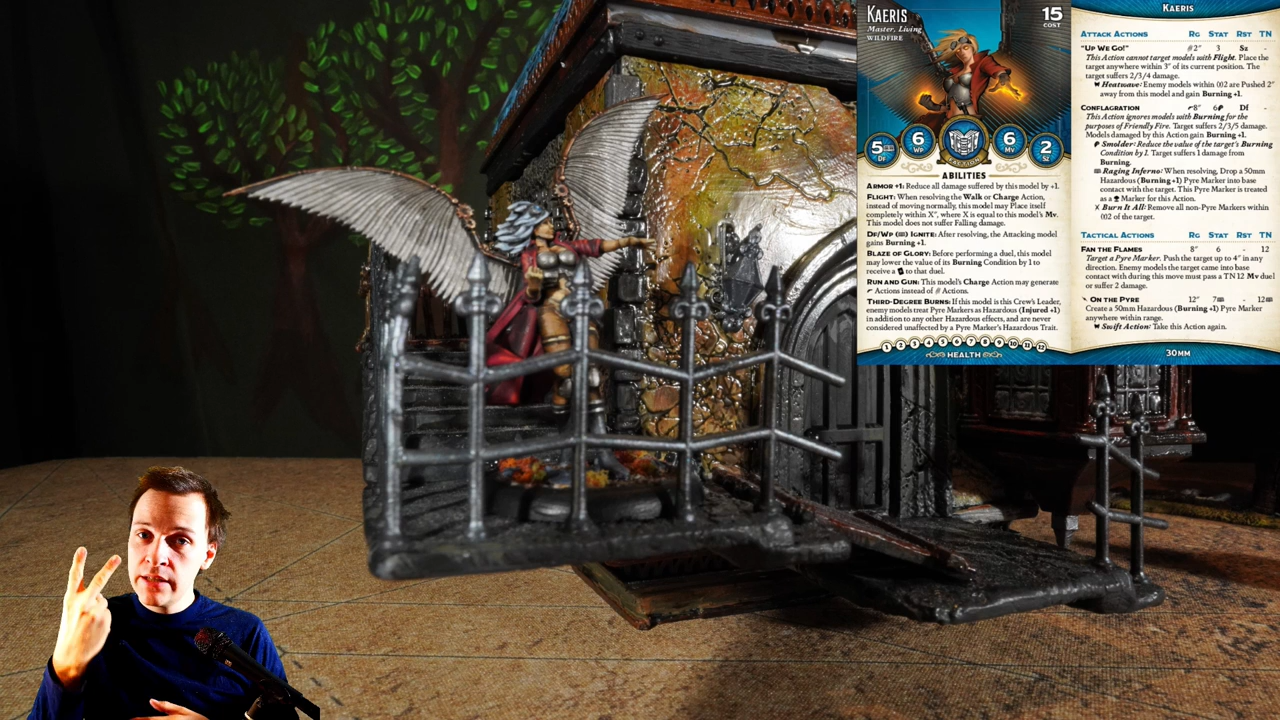 KAERIS
Master, Living
WILDFIRE
15
COST
5
DF
6
WP
6
MV
2
SZ
ABILITIES
ARMOR +1: Reduce all damage suffered by this model by +1.
FLIGHT: When resolving the Walk or Charge Action,
instead of moving normally, this model may Place itself
completely within X", where X is equal to this model's Mv.
This model does not suffer Falling damage.
DF/WP IGNITE: After resolving, the Attacking model
gains Burning +1.
BLAZE OF GLORY: Before performing a duel, this model
may lower the value of its Burning Condition by 1 to
receive a to that duel.
RUN AND GUN: This model's Charge Action may generate
Actions instead of Actions.
THIRD-DEGREE BURNS: If this model is this Crew's Leader,
enemy models treat Pyre Markers as Hazardous (Injured +1)
in addition to any other Hazardous effects, and are never
considered unaffected by a Pyre Marker's Hazardous Trait.
1 2 3 4 5 6 7 8 9 10 11 12
HEALTH
KAERIS
ATTACK ACTIONS RG STAT RST TN
"UP WE GO!" 2" 3 Sz -
This Action cannot target models with Flight. Place the
target anywhere within 3" of its current position. The
target suffers 2/3/4 damage.
Heatwave: Enemy models within 2 are Pushed 2"
away from this model and gain Burning +1.
CONFLAGRATION 8" 6 Df -
This Action ignores models with Burning for the
purposes of Friendly Fire. Target suffers 2/3/5 damage.
Models damaged by this Action gain Burning +1.
Smolder: Reduce the value of the target's Burning
Condition by 1. Target suffers 1 damage from
Burning.
Raging Inferno: When resolving, Drop a 50mm
Hazardous (Burning +1) Pyre Marker into base
contact with the target. This Pyre Marker is treated
as a Marker for this Action.
Burn It All: Remove all non-Pyre Markers within
2 of the target.
TACTICAL ACTIONS RG STAT RST TN
FAN THE FLAMES 8" 6 - 12
Target a Pyre Marker. Push the target up to 4" in any
direction. Enemy models the target came into base
contact with during this move must pass a TN 12 Mv duel
or suffer 2 damage.
ON THE PYRE 12" 7 - 12
Create a 50mm Hazardous (Burning +1) Pyre Marker
anywhere within range.
Swift Action: Take this Action again.
30MM